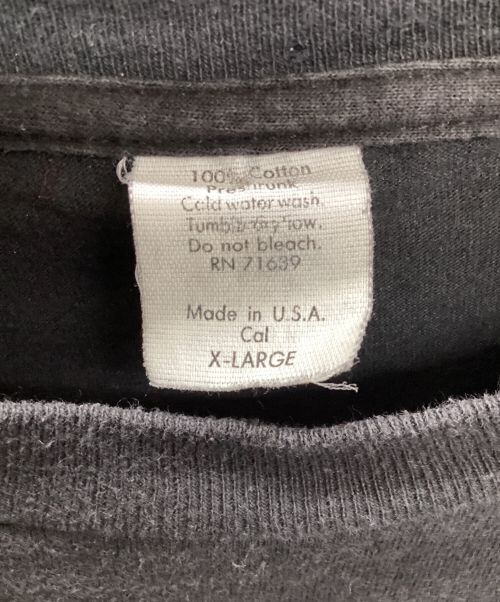 100% Cotton
Preshrunk
Cold water wash.
Tumble dry low.
Do not bleach.
RN 71639
Made in U.S.A.
Cal
X-LARGE